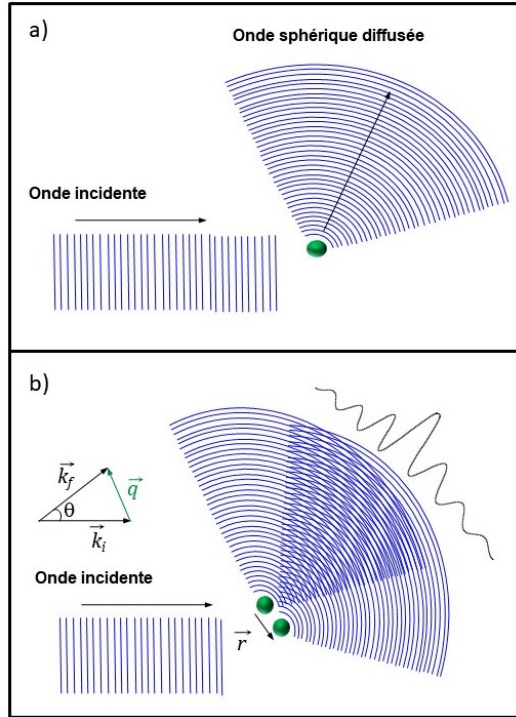 a)
Onde sphérique diffusée
Onde incidente
b)
k_f
q
θ
k_i
Onde incidente
r